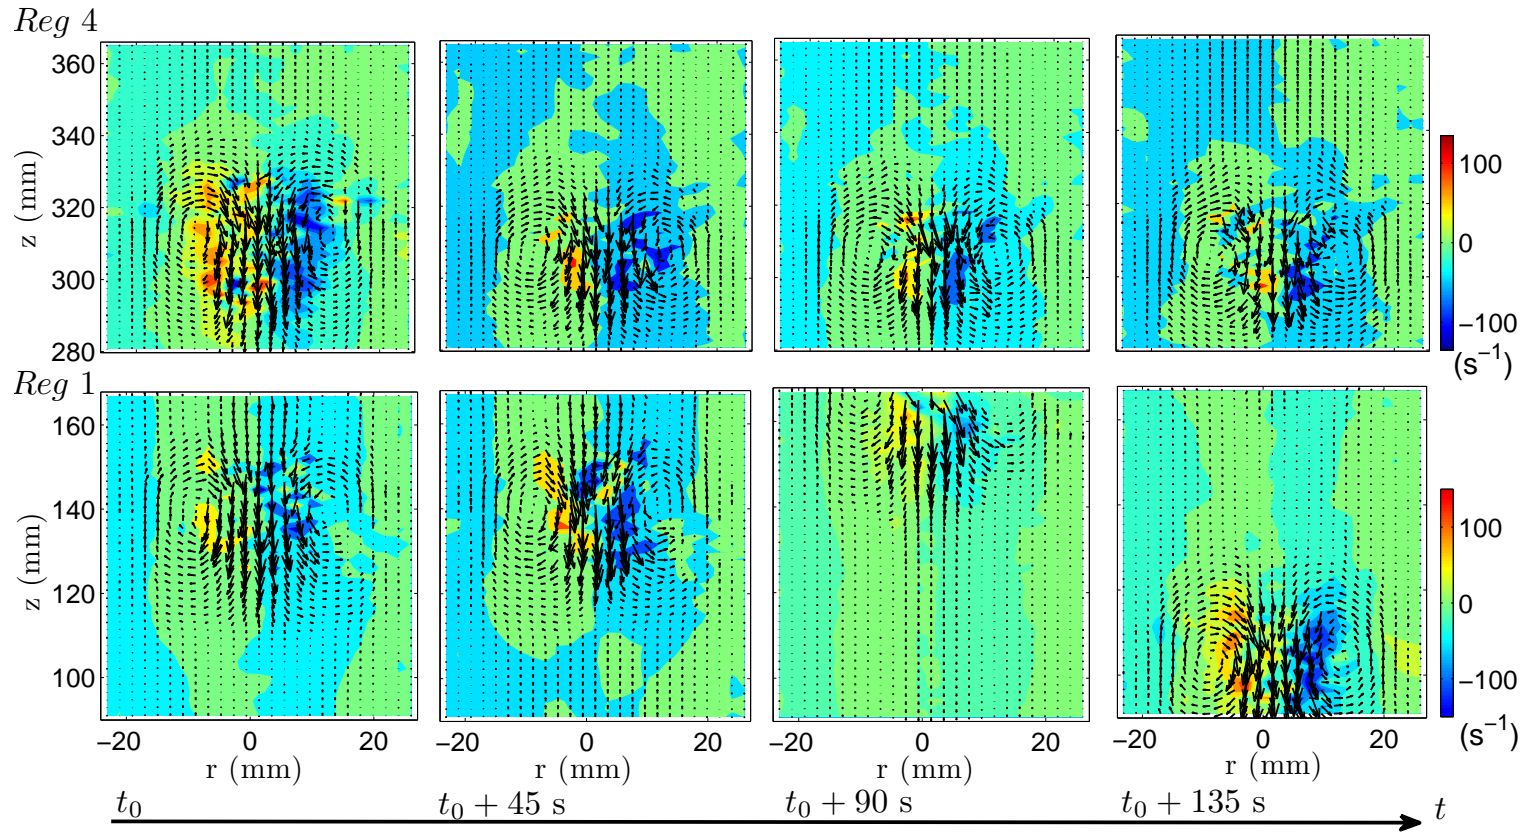 Reg 4
360
340
320
300
280
z (mm)
100
0
−100
(s⁻¹)
Reg 1
160
140
120
100
z (mm)
100
0
−100
(s⁻¹)
−20 0 20
−20 0 20
−20 0 20
−20 0 20
r (mm)
r (mm)
r (mm)
r (mm)
t₀
t₀ + 45 s
t₀ + 90 s
t₀ + 135 s
t